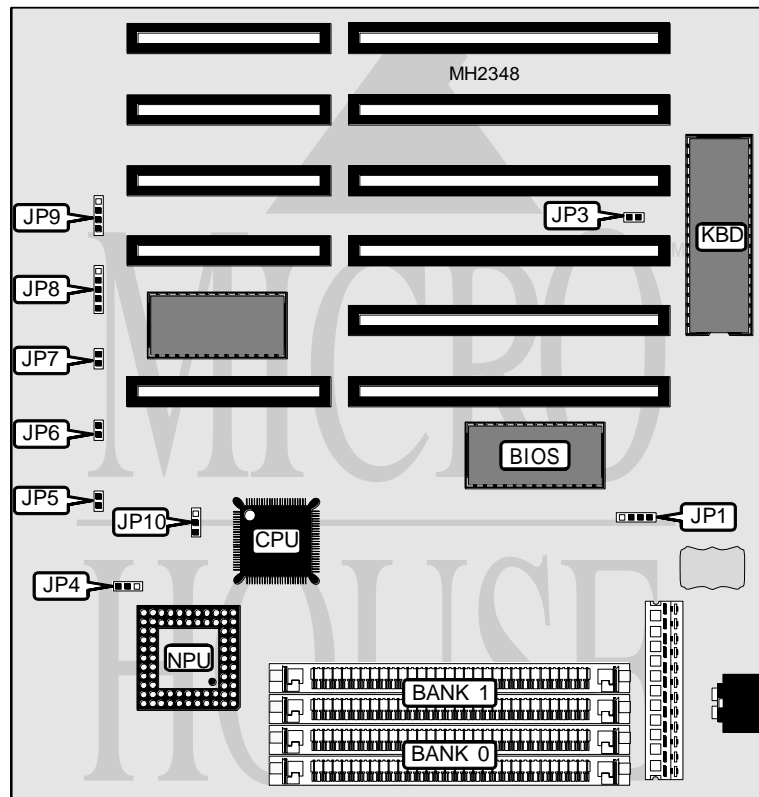 MH2348
JP9
JP3
KBD
M
JP8
JP7
JP6
BIOS
JP5
JP10
CPU
JP1
JP4
NPU
BANK 1
BANK 0
MICRO
HOUSE